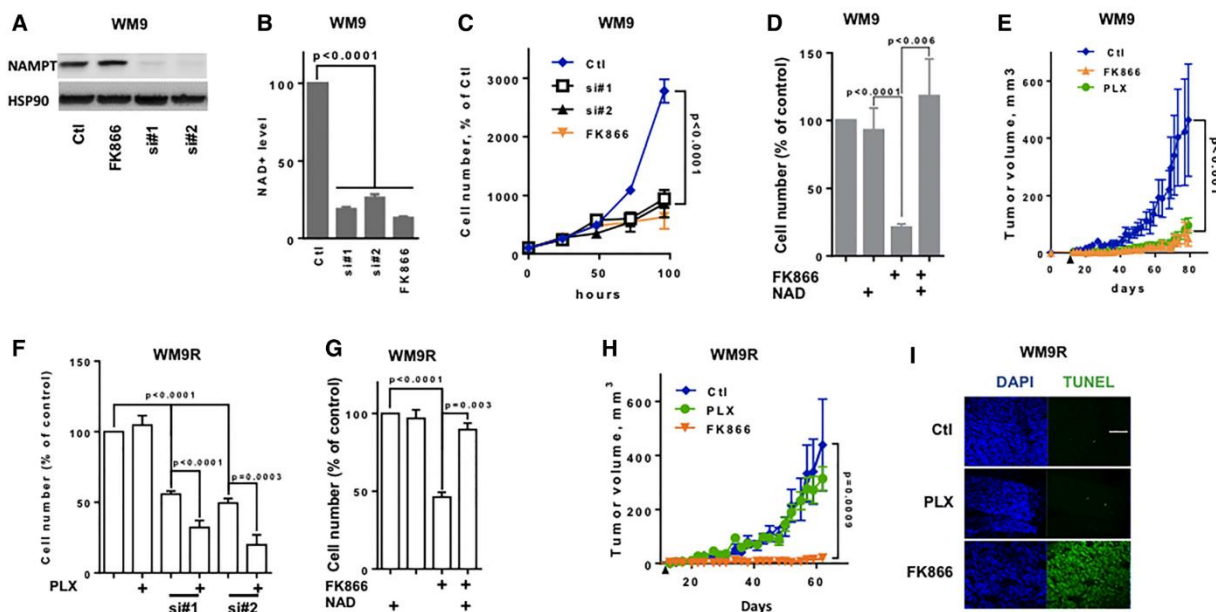 A
WM9
NAMPT
HSP90
Ctl
FK866
si#1
si#2
B
WM9
p<0.0001
NAD+ level
100
50
0
Ctl
si#1
si#2
FK866
C
WM9
Cell number, % of Ctl
3000
2000
1000
500
0
Ctl
si#1
si#2
FK866
p<0.0001
0
50
100
hours
D
WM9
p<.006
p<0.0001
Cell number (% of control)
150
100
50
0
FK866 + +
NAD + +
E
WM9
Tumor volume, mm3
600
400
200
0
Ctl
FK866
PLX
p<0.001
0 20 40 60 80
days
F
WM9R
Cell number (% of control)
150
100
50
0
p<0.0001
p<0.0001
p=0.0003
PLX + + +
si#1 si#2
G
WM9R
Cell number (% of control)
p<0.0001
p=0.003
100
50
0
FK866 + +
NAD + +
H
WM9R
Tumor volume, mm3
600
400
200
0
Ctl
PLX
FK866
p=0.0009
20 40 60
Days
I
WM9R
DAPI TUNEL
Ctl
PLX
FK866